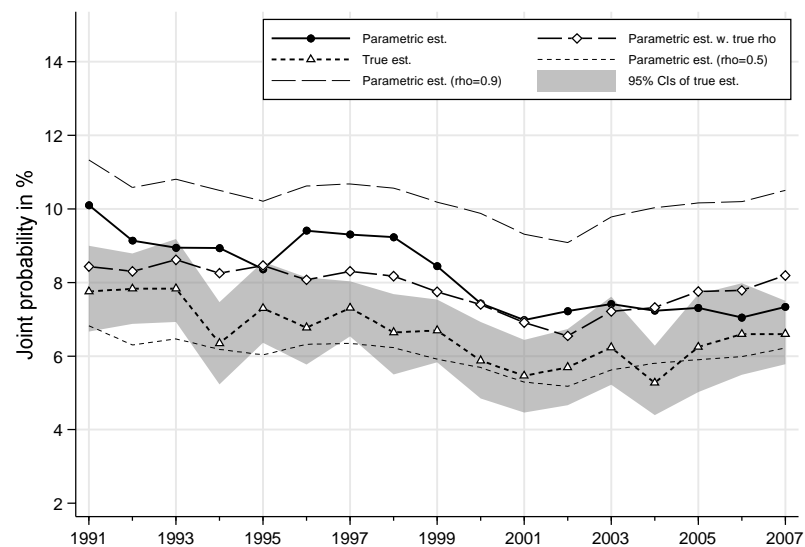 Parametric est.
True est.
Parametric est. (rho=0.9)
Parametric est. w. true rho
Parametric est. (rho=0.5)
95% CIs of true est.
Joint probability in %
14
12
10
8
6
4
2
1991 1993 1995 1997 1999 2001 2003 2005 2007